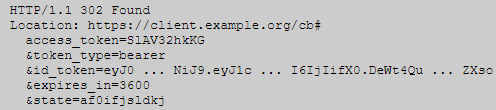 HTTP/1.1 302 Found
Location: https://client.example.org/cb#
access_token=SlAV32hkKG
&token_type=bearer
&id_token=eyJ0 ... NiJ9.eyJ1c ... I6IjIifX0.DeWt4Qu ... ZXso
&expires_in=3600
&state=af0ifjsldkj